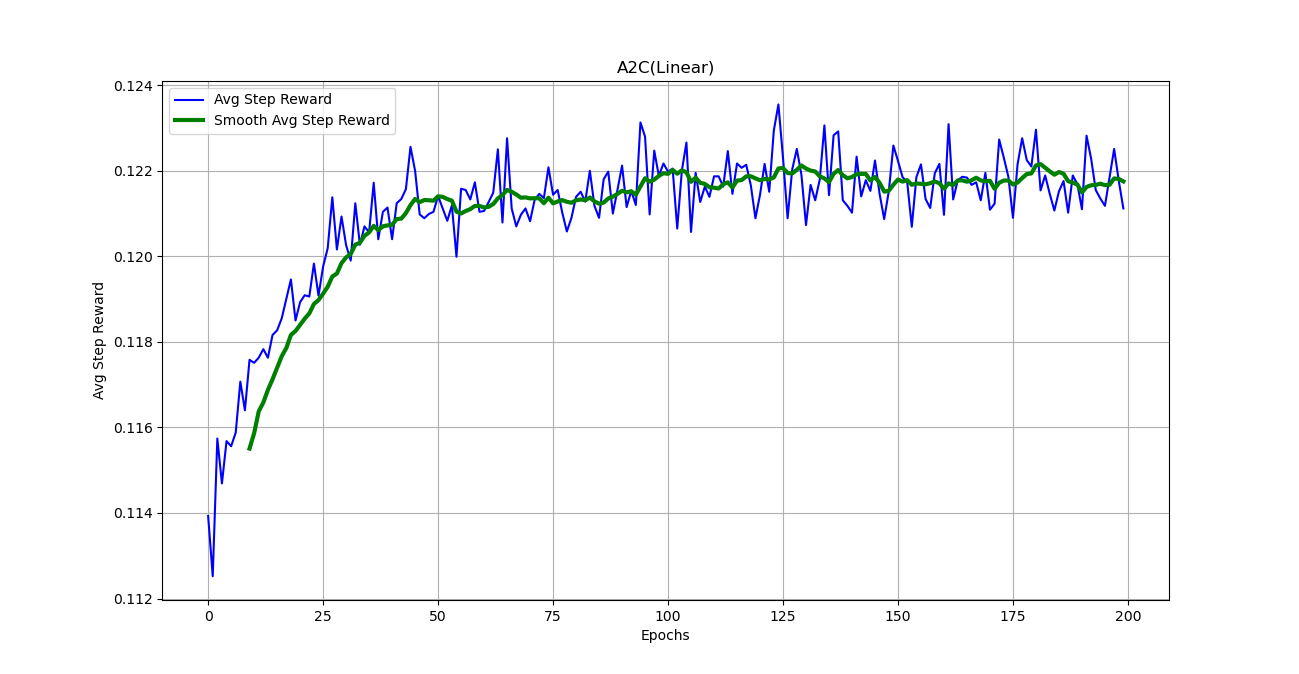 A2C(Linear)
Avg Step Reward
Smooth Avg Step Reward
0.124
0.122
0.120
0.118
0.116
0.114
0.112
Avg Step Reward
0 25 50 75 100 125 150 175 200
Epochs